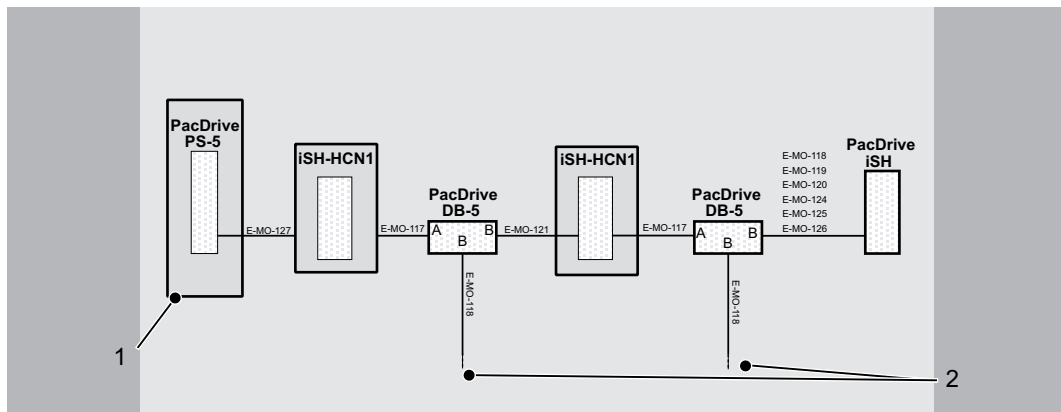 PacDrive
PS-5
iSH-HCN1
iSH-HCN1
PacDrive
DB-5
PacDrive
DB-5
PacDrive
iSH
E-MO-118
E-MO-119
E-MO-120
E-MO-124
E-MO-125
E-MO-126
E-MO-127
E-MO-117
A
B
B
E-MO-121
E-MO-117
A
B
B
E-MO-118
E-MO-118
1
2